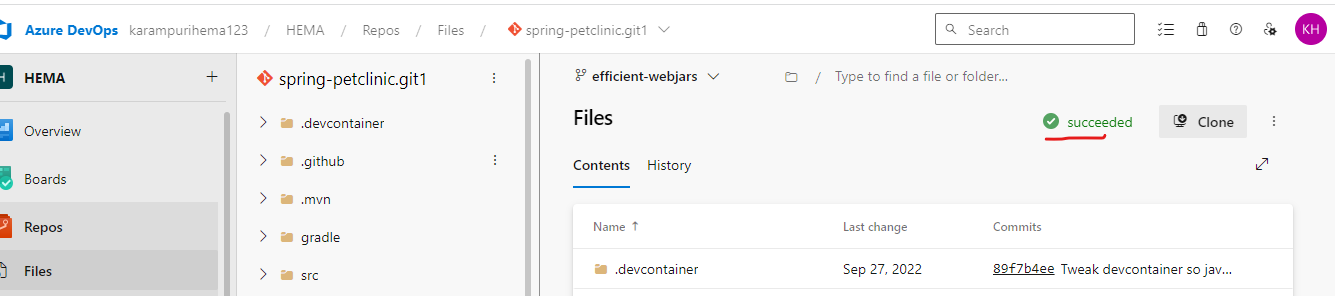 Azure DevOps karampurihema123 / HEMA / Repos / Files / spring-petclinic.git1
Search
KH
H HEMA +
Overview
Boards
Repos
Files
spring-petclinic.git1
.devcontainer
.github
.mvn
gradle
src
efficient-webjars / Type to find a file or folder...
Files
succeeded
Clone
Contents History
Name ↑ Last change Commits
.devcontainer Sep 27, 2022 89f7b4ee Tweak devcontainer so jav...